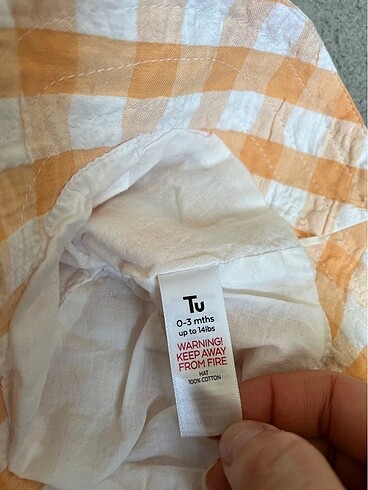 Tu
0-3 mths
up to 14lbs
WARNING!
KEEP AWAY
FROM FIRE
HAT
100% COTTON